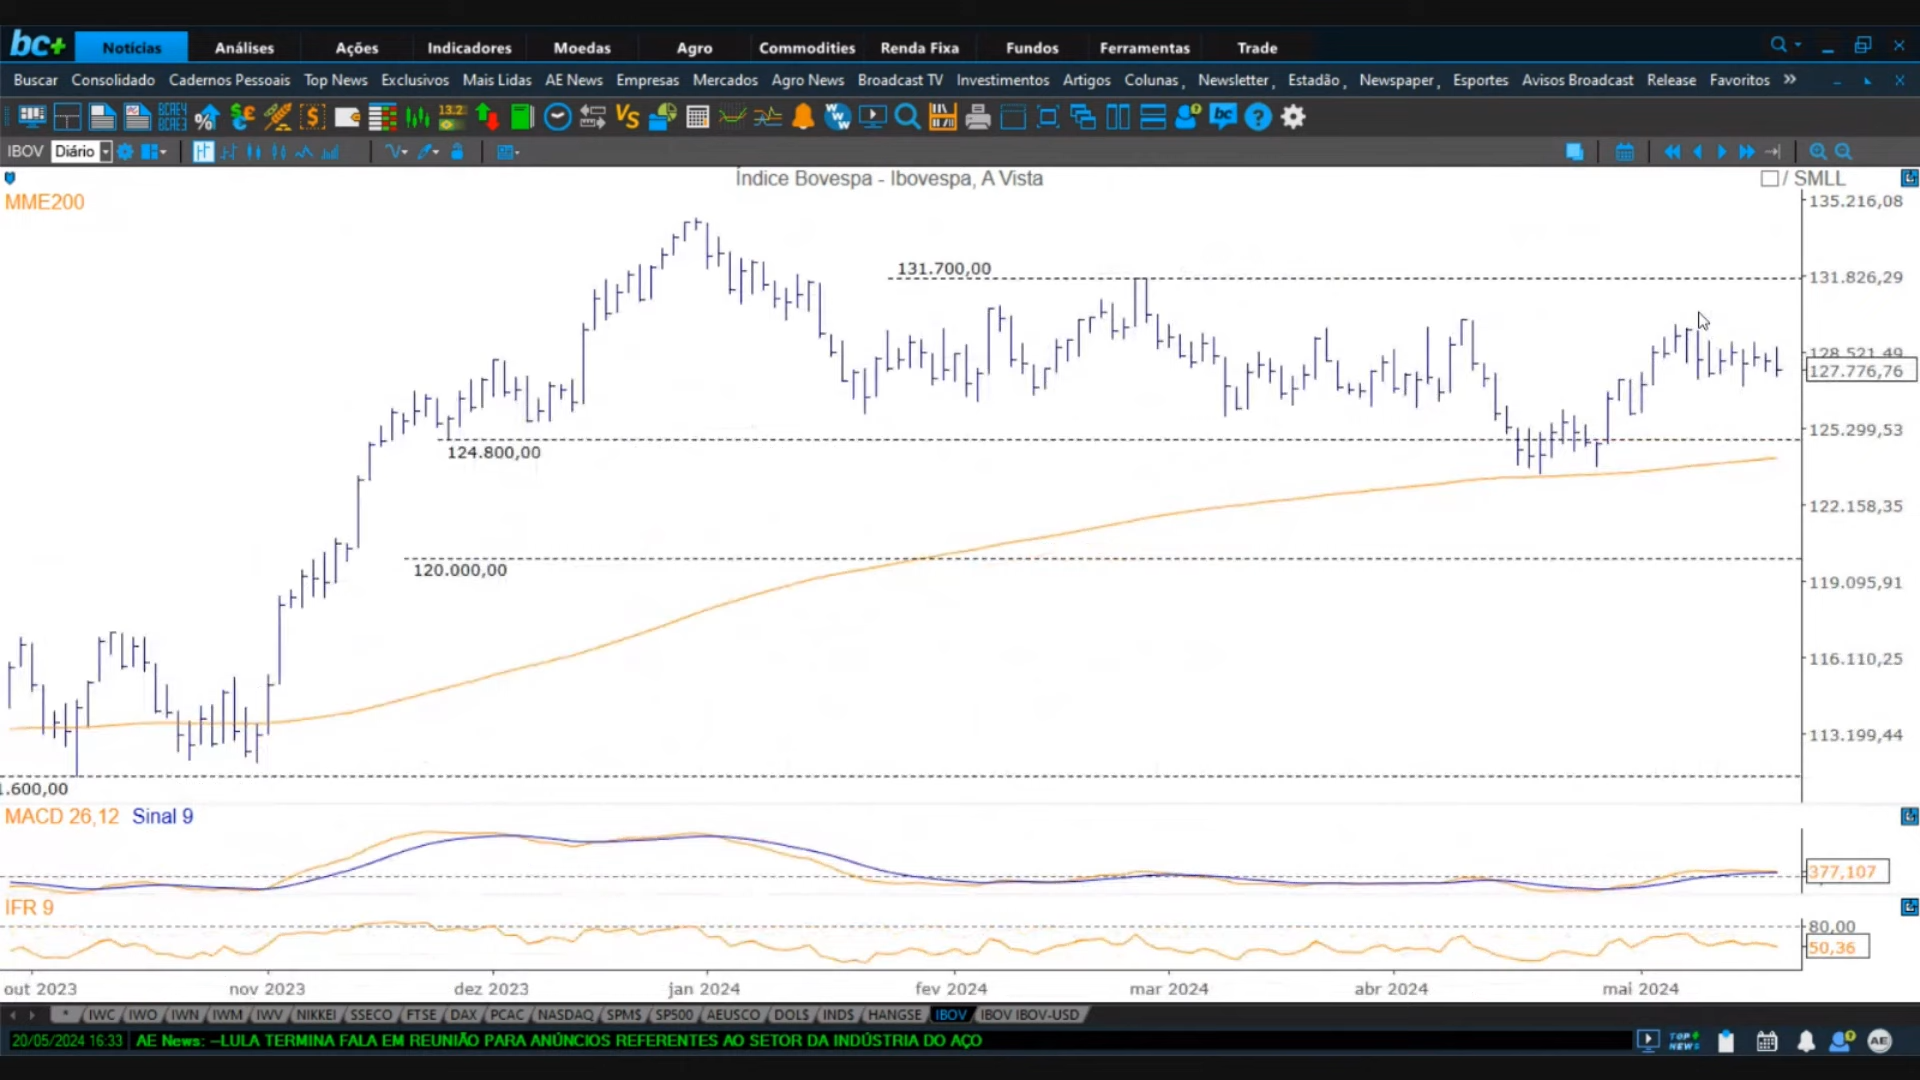 bc+ Notícias Análises Ações Indicadores Moedas Agro Commodities Renda Fixa Fundos Ferramentas Trade
Buscar Consolidado Cadernos Pessoais Top News Exclusivos Mais Lidas AE News Empresas Mercados Agro News Broadcast TV Investimentos Artigos Colunas, Newsletter, Estadão, Newspaper, Esportes Avisos Broadcast Release Favoritos »
IBOV Diário
Índice Bovespa - Ibovespa, A Vista
/ SMLL
MME200
135.216,08
131.700,00
131.826,29
128.521,49
127.776,76
125.299,53
124.800,00
122.158,35
120.000,00
119.095,91
116.110,25
113.199,44
.600,00
MACD 26,12 Sinal 9
377,107
IFR 9
80,00
50,36
out 2023 nov 2023 dez 2023 jan 2024 fev 2024 mar 2024 abr 2024 mai 2024
* IWC IWO IWN IWM IWV NIKKEI SSECO FTSE DAX PCAC NASDAQ SPM$ SP500 AEUSCO DOL$ IND$ HANGSE IBOV IBOV IBOV-USD
20/05/2024 16:33 AE News: --LULA TERMINA FALA EM REUNIÃO PARA ANÚNCIOS REFERENTES AO SETOR DA INDÚSTRIA DO AÇO
TOP+ NEWS AE